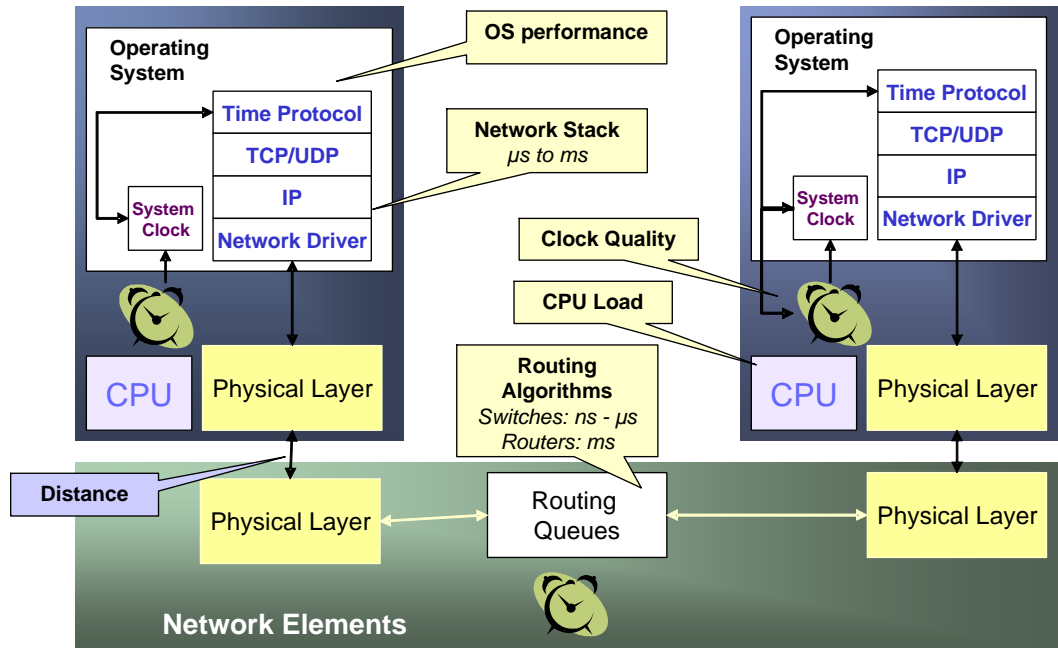 Operating
System
Time Protocol
TCP/UDP
IP
Network Driver
System
Clock
CPU
Physical Layer
OS performance
Network Stack
µs to ms
Clock Quality
CPU Load
Routing
Algorithms
Switches: ns - µs
Routers: ms
Operating
System
Time Protocol
TCP/UDP
IP
Network Driver
System
Clock
CPU
Physical Layer
Distance
Physical Layer
Routing
Queues
Physical Layer
Network Elements